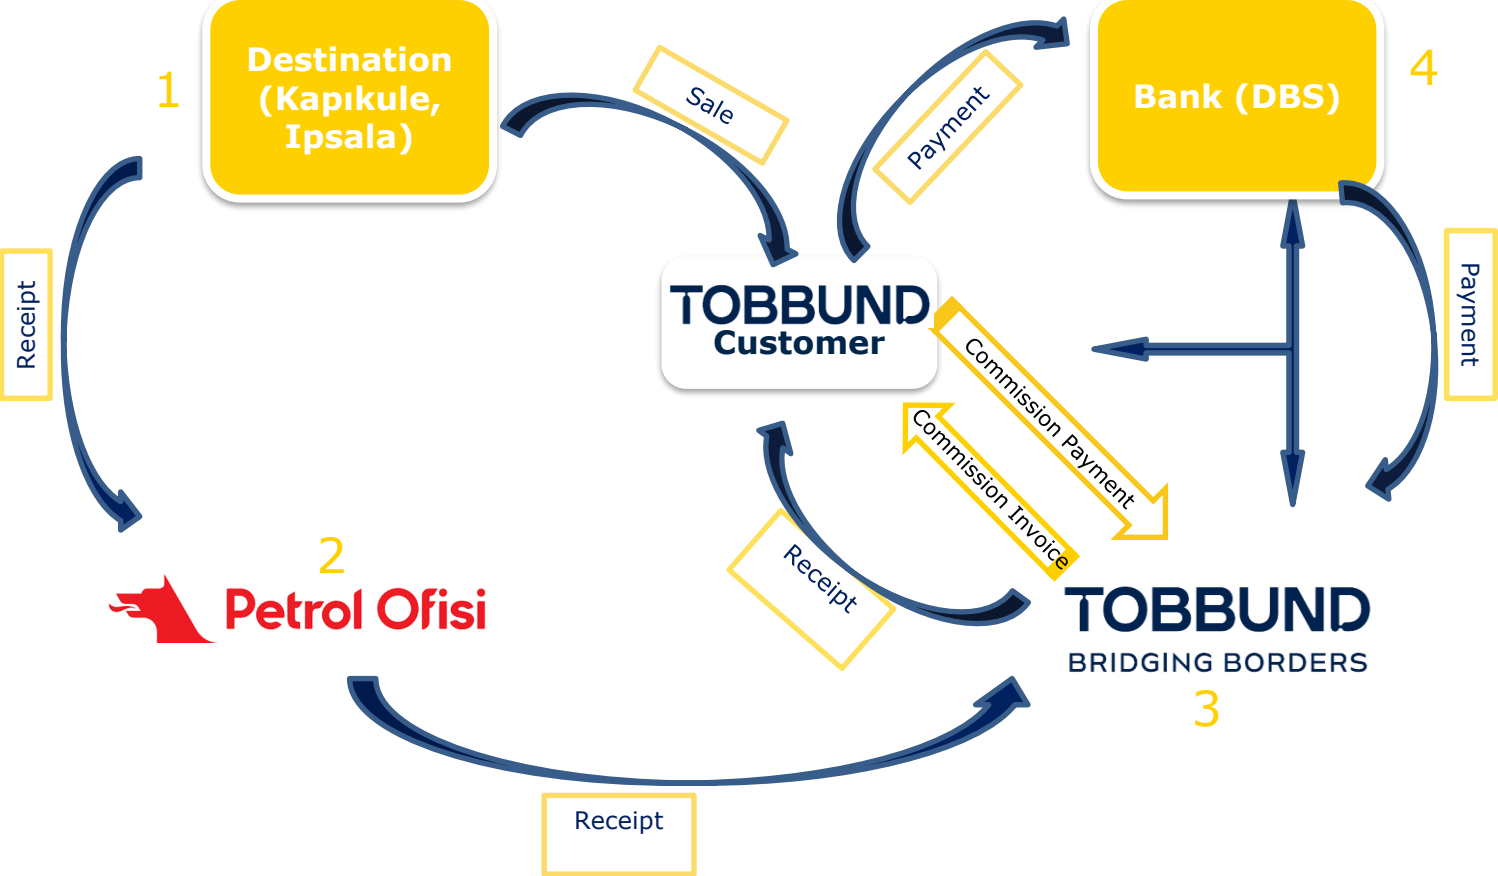 1
Destination
(Kapıkule,
Ipsala)
Sale
Payment
Bank (DBS)
4
Receipt
TOBBUND
Customer
Payment
Commission Payment
Commission Invoice
Receipt
2
Petrol Ofisi
TOBBUND
BRIDGING BORDERS
3
Receipt